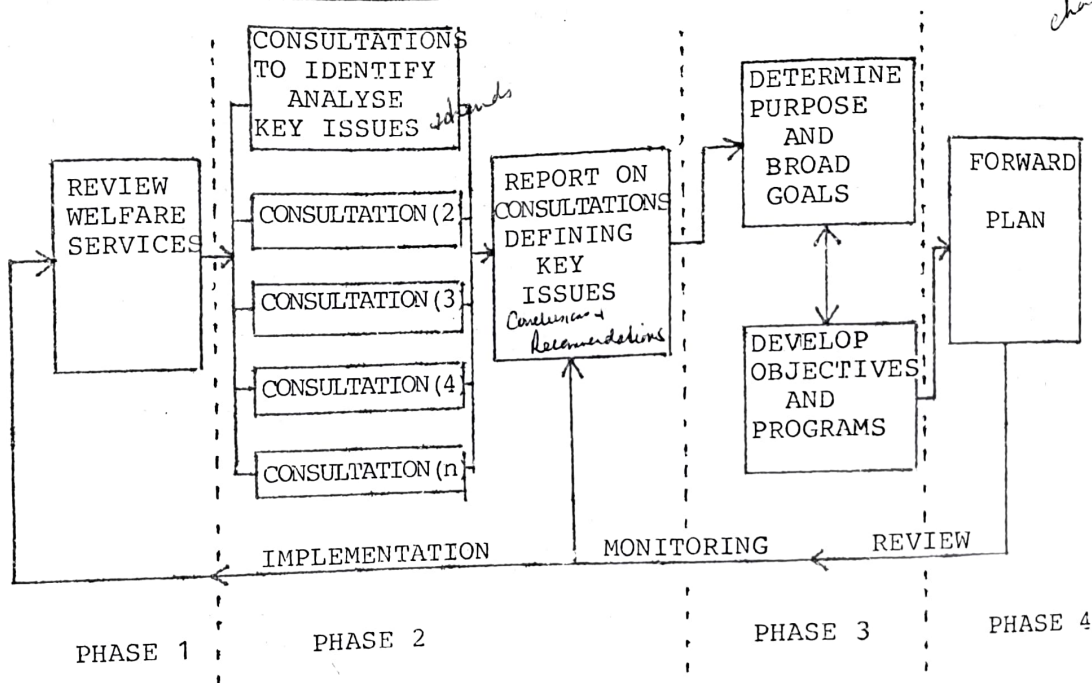 CONSULTATIONS
TO IDENTIFY
ANALYSE
KEY ISSUES
REVIEW
WELFARE
SERVICES
CONSULTATION(2
CONSULTATION(3
CONSULTATION(4)
CONSULTATION(n)
REPORT ON
CONSULTATIONS
DEFINING
KEY
ISSUES
Conclusions +
Recommendations
DETERMINE
PURPOSE
AND
BROAD
GOALS
DEVELOP
OBJECTIVES
AND
PROGRAMS
FORWARD
PLAN
IMPLEMENTATION
MONITORING
REVIEW
PHASE 1
PHASE 2
PHASE 3
PHASE 4